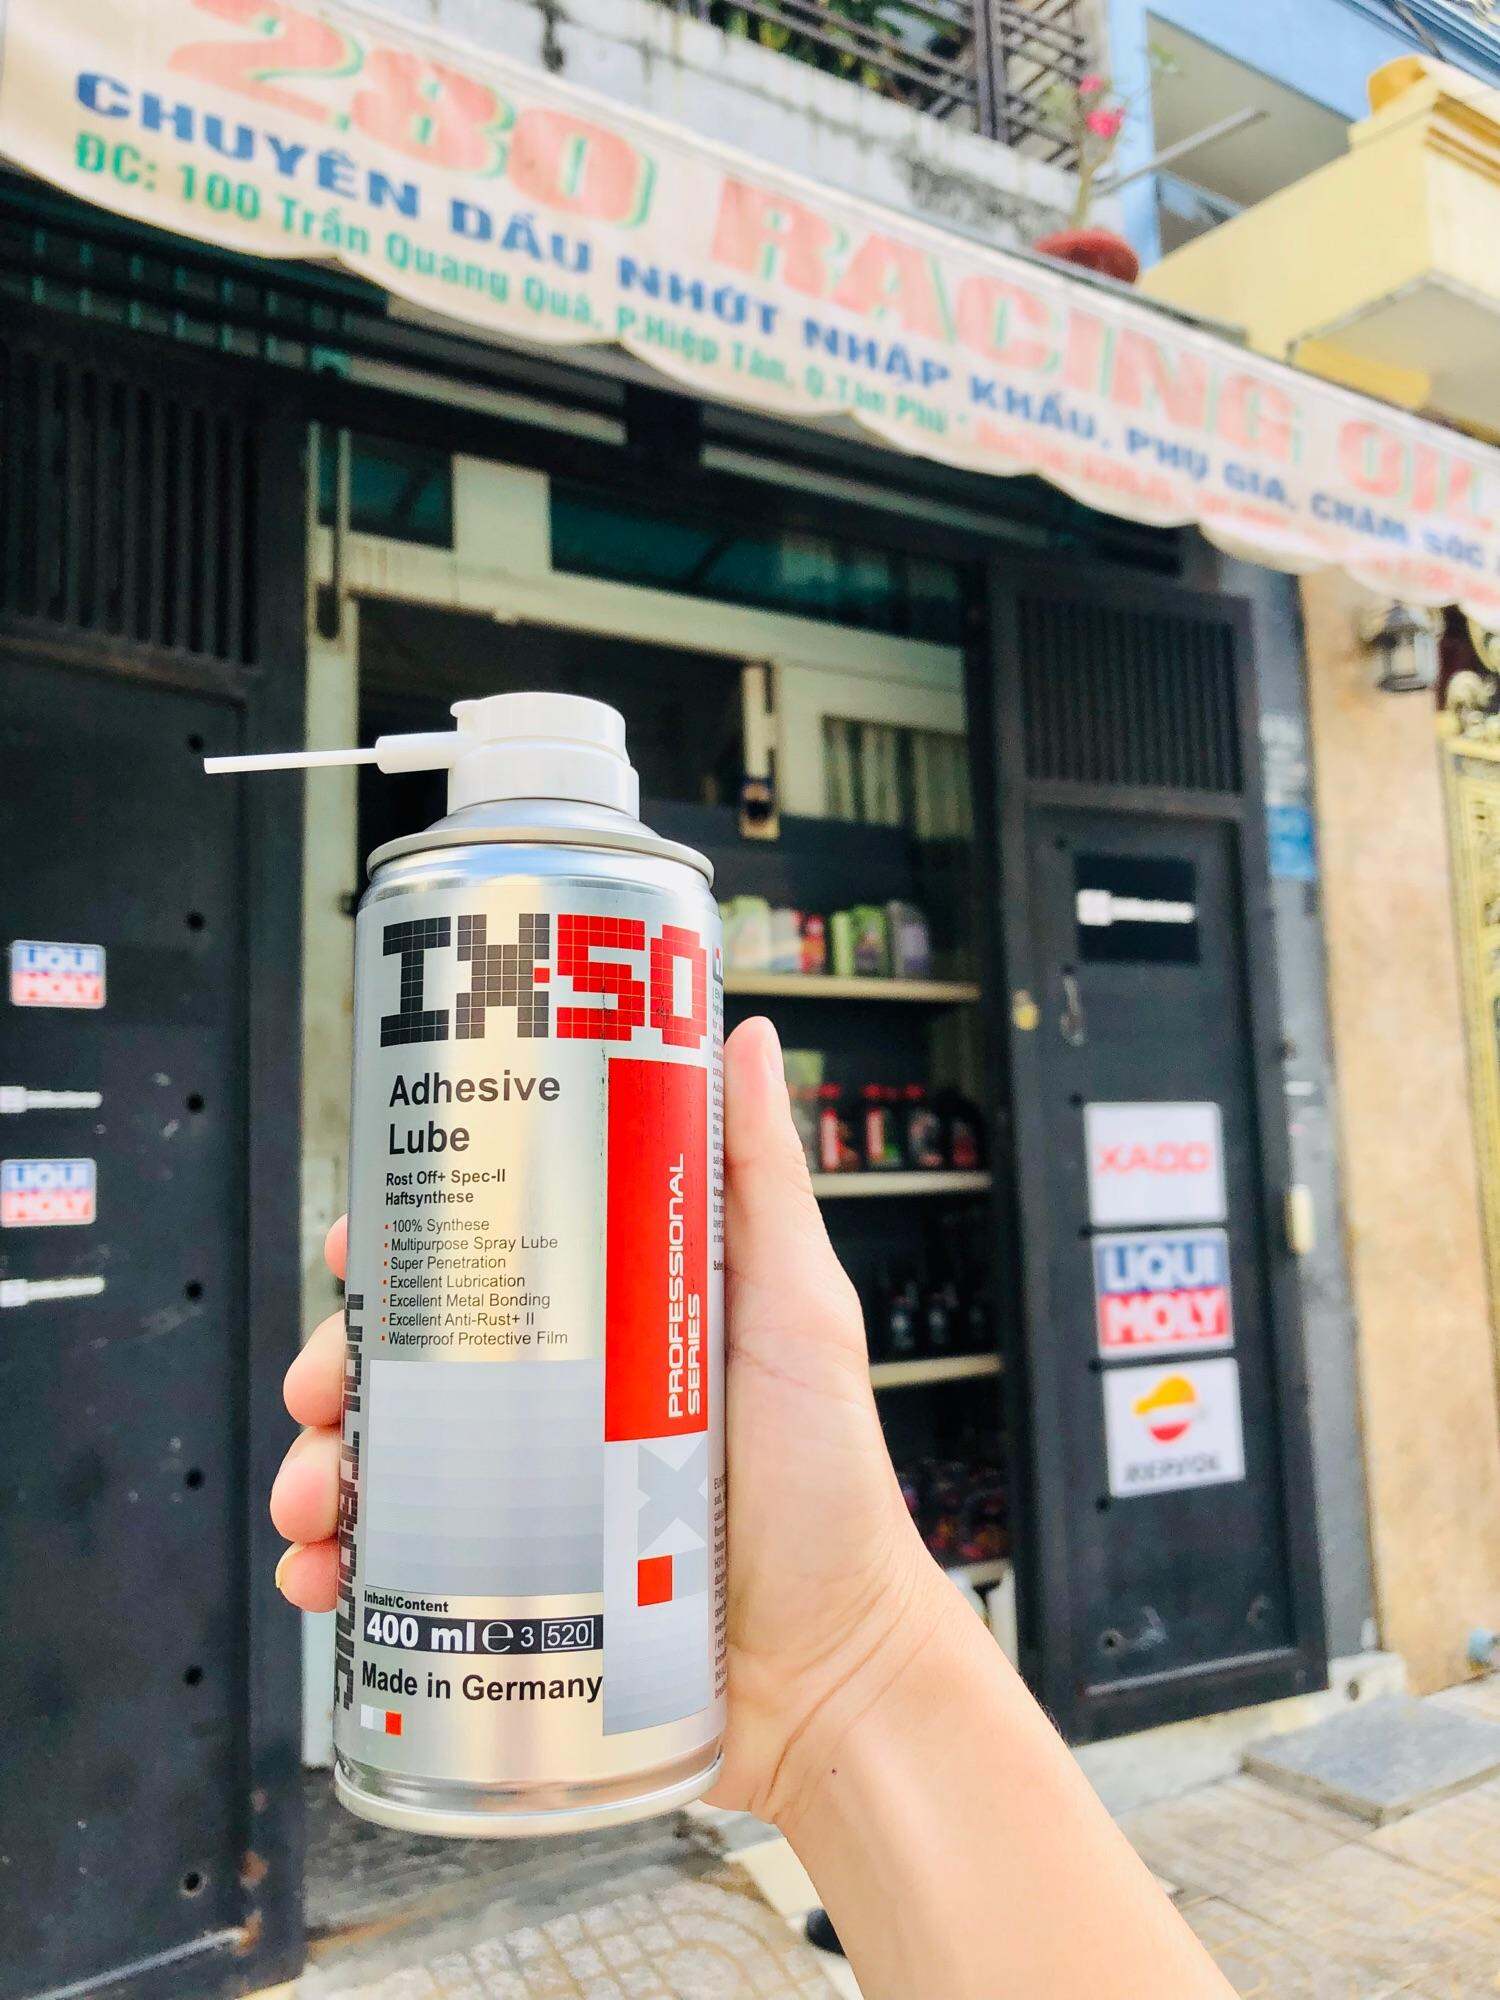 280 RACING OIL
CHUYÊN DẦU NHỚT NHẬP KHẨU, PHỤ GIA, CHĂM SÓC
ĐC: 100 Trần Quang Quá, P.Hiệp Tân, Q.Tân Phú
IX50
Adhesive
Lube
Rost Off+ Spec-II
Haftsynthese
100% Synthese
Multipurpose Spray Lube
Super Penetration
Excellent Lubrication
Excellent Metal Bonding
Excellent Anti-Rust+ II
Waterproof Protective Film
PROFESSIONAL
SERIES
Inhalt/Content
400 ml e 3 520
Made in Germany
LIQUI
MOLY
LIQUI
MOLY
XADO
LIQUI
MOLY